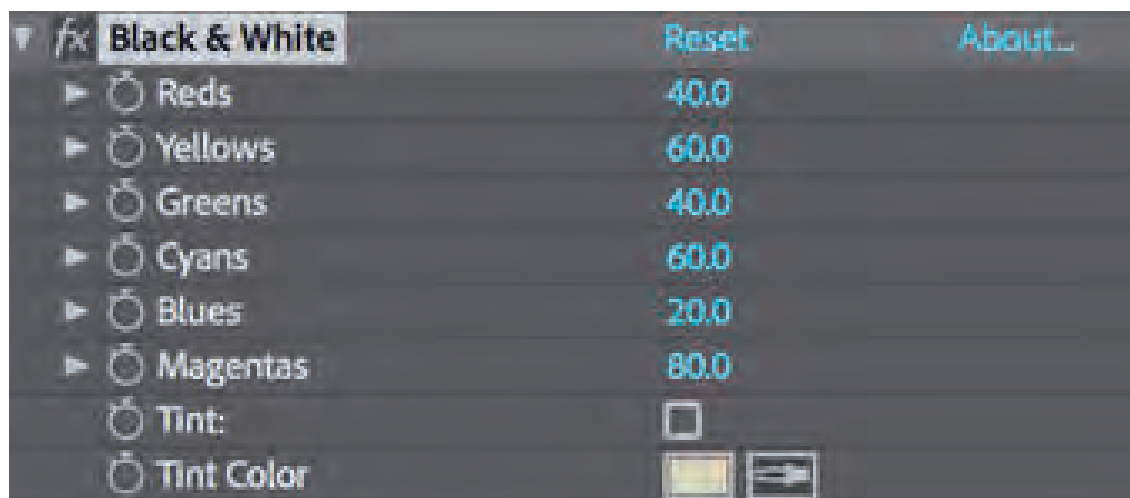 fx Black & White Reset About...
Reds 40.0
Yellows 60.0
Greens 40.0
Cyans 60.0
Blues 20.0
Magentas 80.0
Tint:
Tint Color